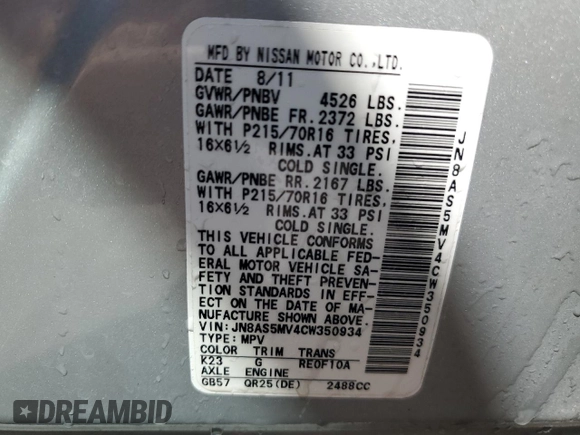 MFD BY NISSAN MOTOR CO.,LTD.
DATE 8/11
GVWR/PNBV 4526 LBS.
GAWR/PNBE FR.2372 LBS.
WITH P215/70R16 TIRES,
16X6½ RIMS.AT 33 PSI
COLD SINGLE.
GAWR/PNBE RR.2167 LBS.
WITH P215/70R16 TIRES,
16X6½ RIMS.AT 33 PSI
COLD SINGLE.
THIS VEHICLE CONFORMS
TO ALL APPLICABLE FED-
ERAL MOTOR VEHICLE SA-
FETY AND THEFT PREVEN-
TION STANDARDS IN EFF-
ECT ON THE DATE OF MA-
NUFACTURE SHOWN ABOVE.
VIN:JN8AS5MV4CW350934
TYPE:MPV
COLOR TRIM TRANS
K23 G RE0F10A
AXLE ENGINE
GB57 QR25(DE) 2488CC
JN8AS5MV4CW350934
DREAMBID
.COM